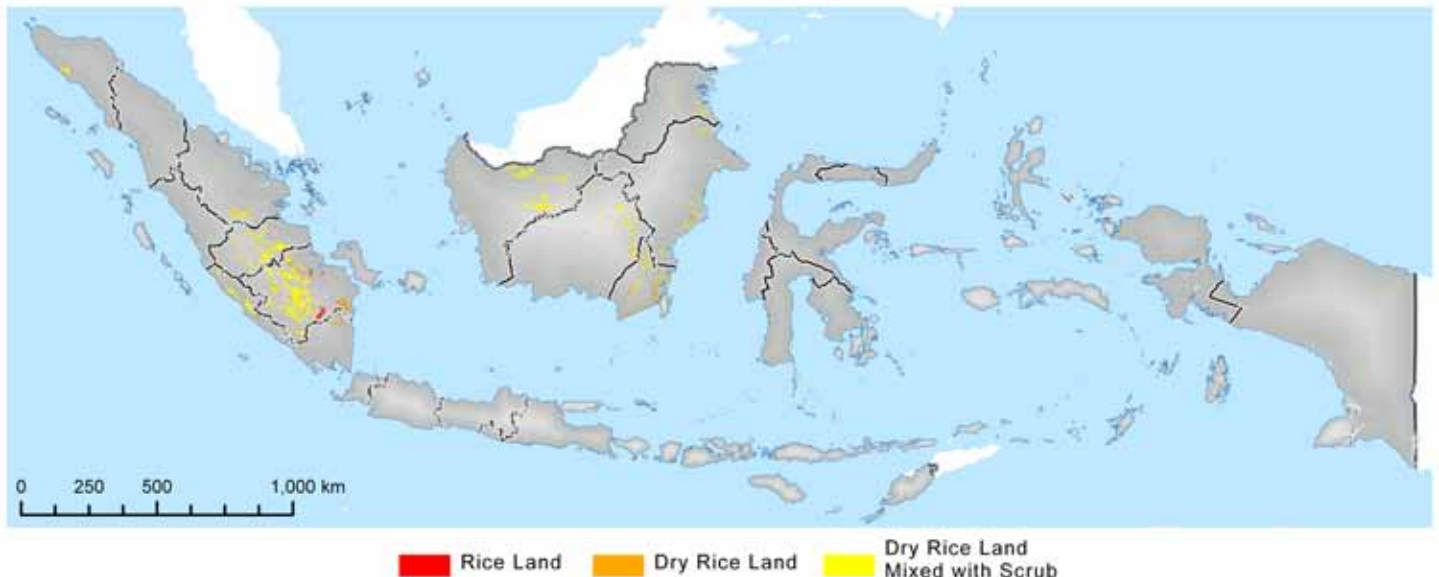 0 250 500 1,000 km
Rice Land
Dry Rice Land
Dry Rice Land
Mixed with Scrub